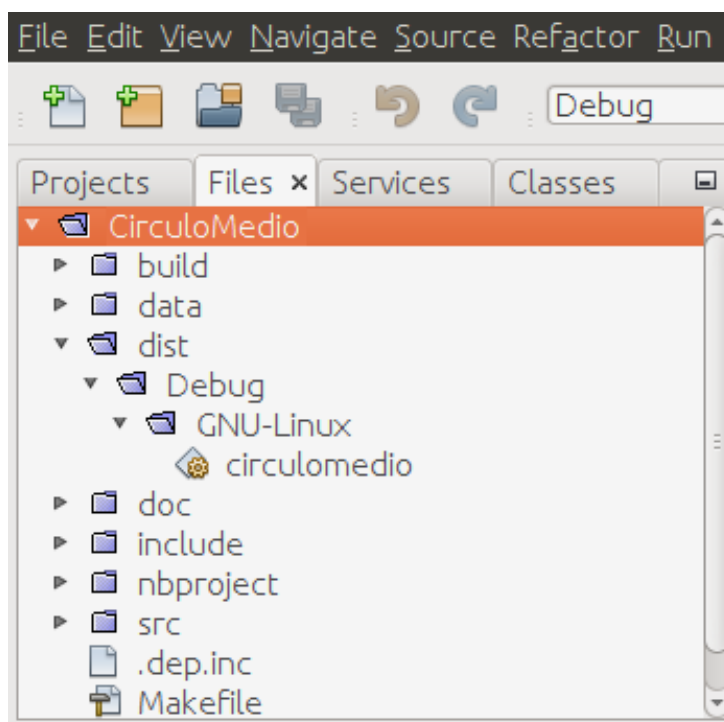 File Edit View Navigate Source Refactor Run
Debug
Projects Files Services Classes
CirculoMedio
build
data
dist
Debug
GNU-Linux
circulomedio
doc
include
nbproject
src
.dep.inc
Makefile